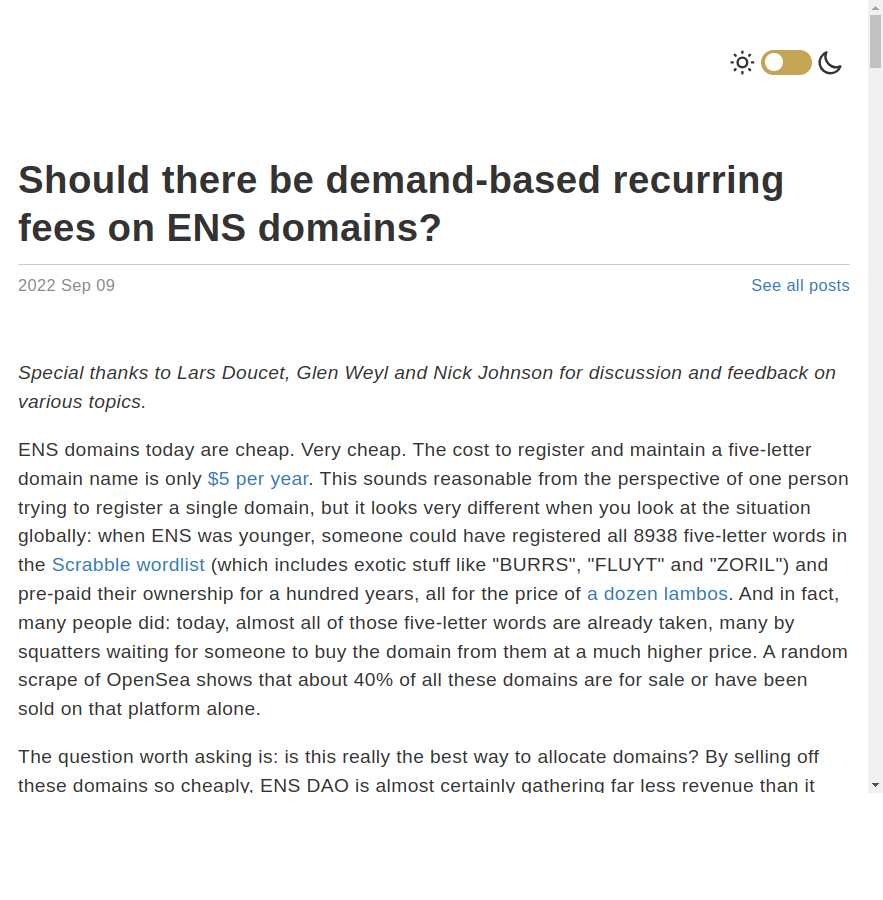 Should there be demand-based recurring
fees on ENS domains?
2022 Sep 09
See all posts
Special thanks to Lars Doucet, Glen Weyl and Nick Johnson for discussion and feedback on
various topics.
ENS domains today are cheap. Very cheap. The cost to register and maintain a five-letter
domain name is only $5 per year. This sounds reasonable from the perspective of one person
trying to register a single domain, but it looks very different when you look at the situation
globally: when ENS was younger, someone could have registered all 8938 five-letter words in
the Scrabble wordlist (which includes exotic stuff like "BURRS", "FLUYT" and "ZORIL") and
pre-paid their ownership for a hundred years, all for the price of a dozen lambos. And in fact,
many people did: today, almost all of those five-letter words are already taken, many by
squatters waiting for someone to buy the domain from them at a much higher price. A random
scrape of OpenSea shows that about 40% of all these domains are for sale or have been
sold on that platform alone.
The question worth asking is: is this really the best way to allocate domains? By selling off
these domains so cheaply, ENS DAO is almost certainly gathering far less revenue than it